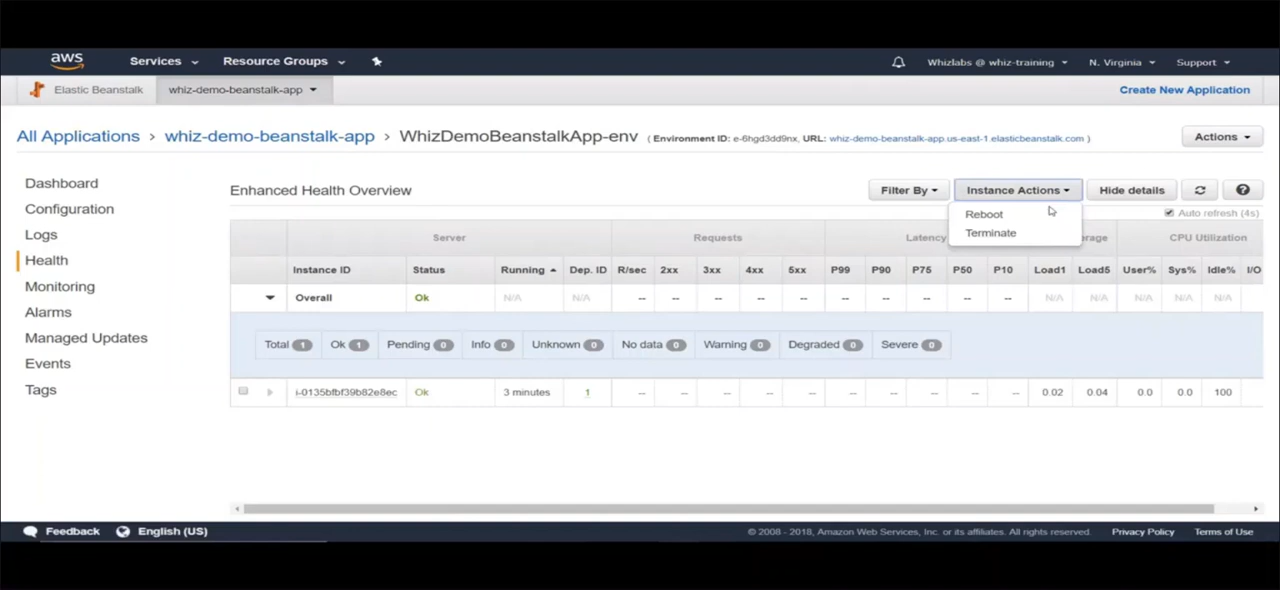 aws Services Resource Groups Whizlabs @ whiz-training N. Virginia Support
Elastic Beanstalk whiz-demo-beanstalk-app Create New Application
All Applications > whiz-demo-beanstalk-app > WhizDemoBeanstalkApp-env ( Environment ID: e-6hgd3dd9nx, URL: whiz-demo-beanstalk-app.us-east-1.elasticbeanstalk.com ) Actions
Dashboard
Configuration
Logs
Health
Monitoring
Alarms
Managed Updates
Events
Tags
Enhanced Health Overview Filter By Instance Actions Hide details
Reboot
Terminate
Auto refresh (4s)
Server Requests Latency erage CPU Utilization
Instance ID Status Running Dep. ID R/sec 2xx 3xx 4xx 5xx P99 P90 P75 P50 P10 Load1 Load5 User% Sys% Idle% I/O
Overall Ok N/A N/A -- -- -- -- -- -- -- -- -- -- N/A N/A N/A N/A N/A
Total 1 Ok 1 Pending 0 Info 0 Unknown 0 No data 0 Warning 0 Degraded 0 Severe 0
i-0135bfbf39b82e8ec Ok 3 minutes 1 -- -- -- -- -- -- -- -- -- -- 0.02 0.04 0.0 0.0 100
Feedback English (US) © 2008 - 2018, Amazon Web Services, Inc. or its affiliates. All rights reserved. Privacy Policy Terms of Use